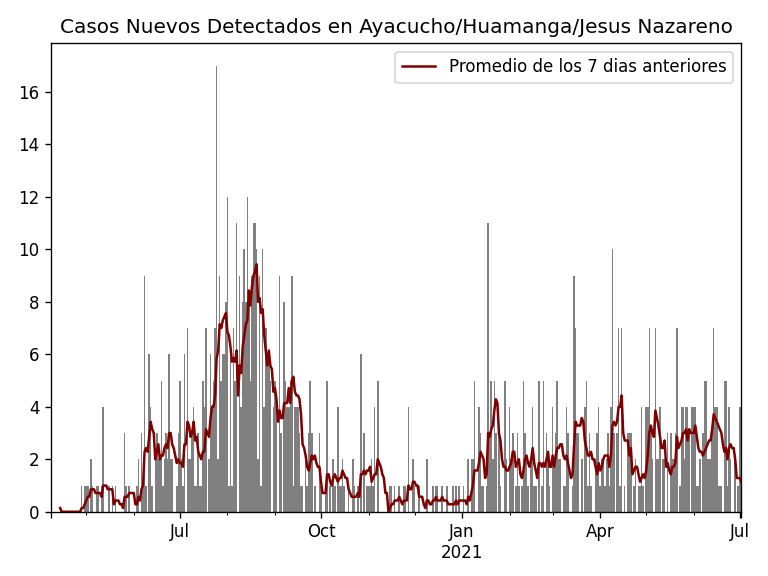 Casos Nuevos Detectados en Ayacucho/Huamanga/Jesus Nazareno
Promedio de los 7 dias anteriores
16
14
12
10
8
6
4
2
0
Jul
Oct
Jan
2021
Apr
Jul